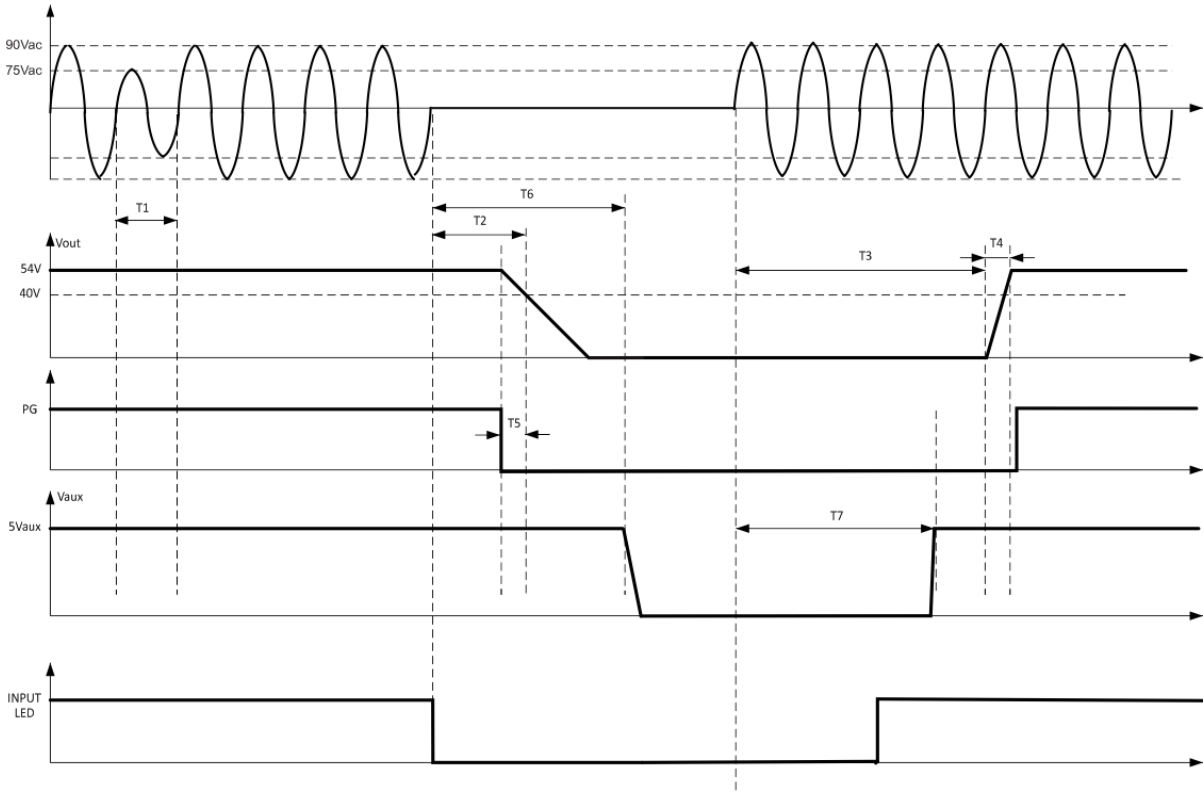 90Vac
75Vac
T1
T6
T2
Vout
54V
40V
T3
T4
PG
T5
Vaux
5Vaux
T7
INPUT
LED